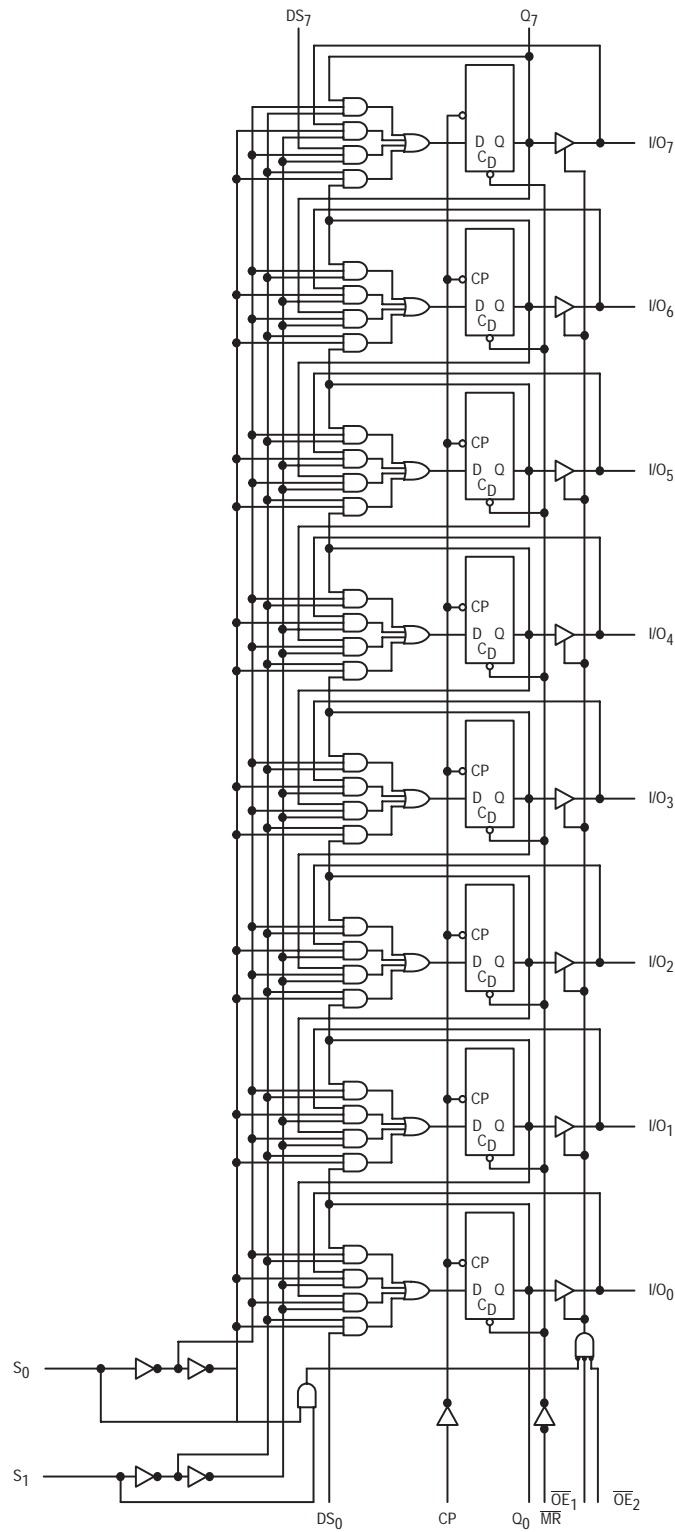 DS7 Q7
D Q I/O7
CD
CP
D Q I/O6
CD
CP
D Q I/O5
CD
CP
D Q I/O4
CD
CP
D Q I/O3
CD
CP
D Q I/O2
CD
CP
D Q I/O1
CD
CP
D Q I/O0
CD
S0
S1
DS0 CP Q0 MR OE1 OE2